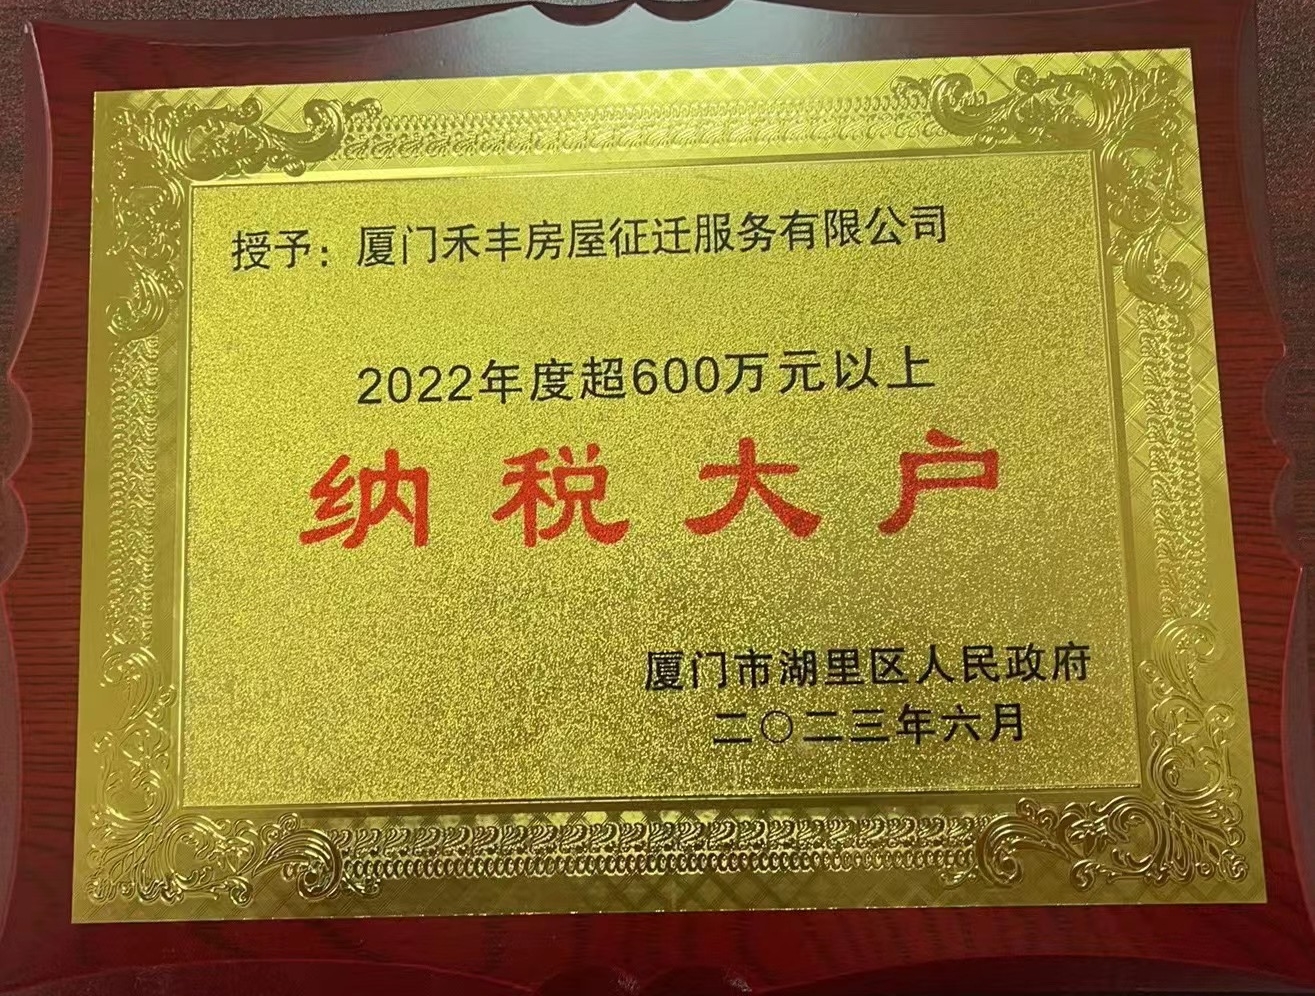 授予：厦门禾丰房屋征迁服务有限公司
2022年度超600万元以上
纳税大户
厦门市湖里区人民政府
二〇二三年六月